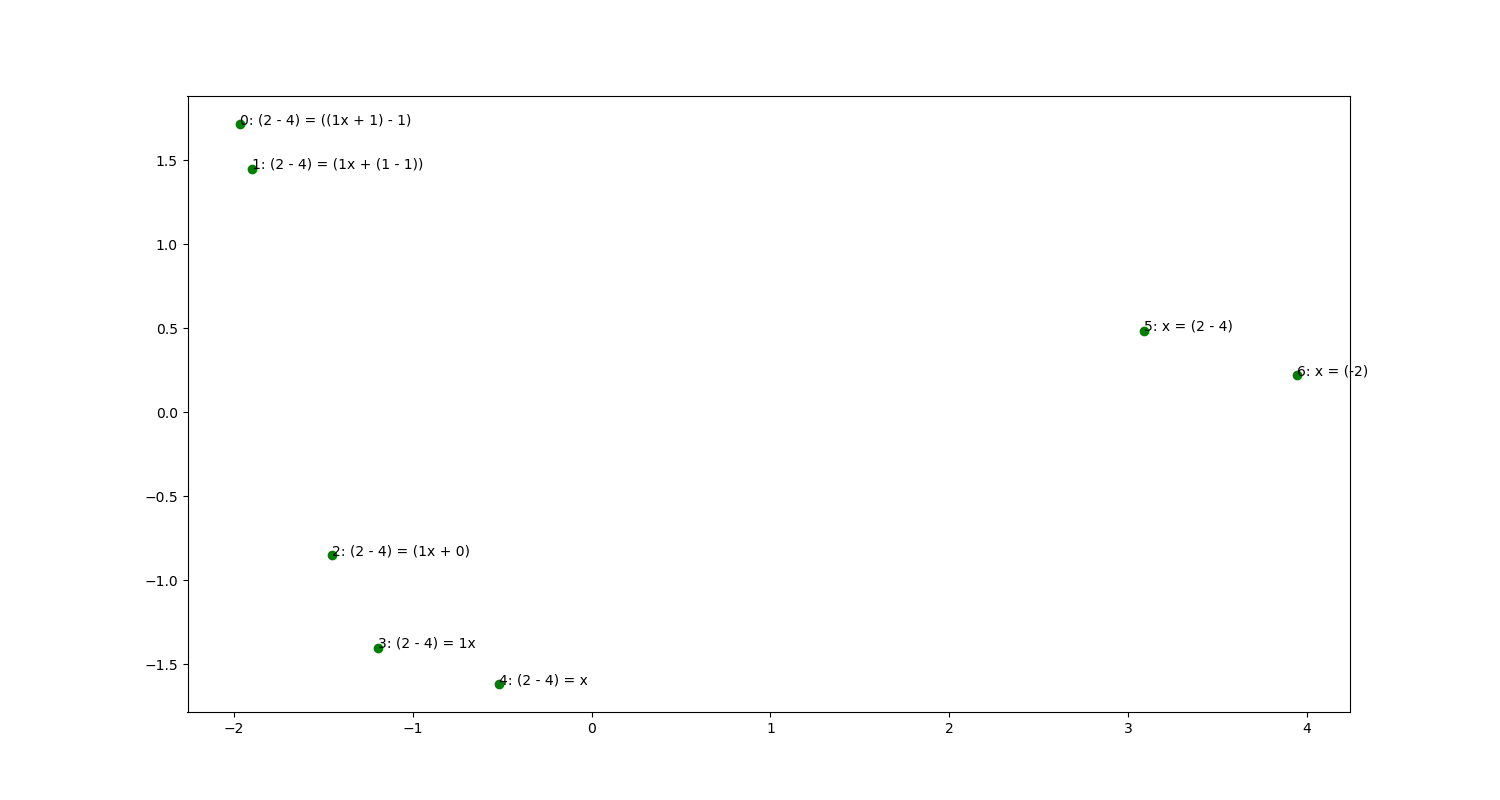 0: (2 - 4) = ((1x + 1) - 1)
1: (2 - 4) = (1x + (1 - 1))
5: x = (2 - 4)
6: x = (-2)
2: (2 - 4) = (1x + 0)
3: (2 - 4) = 1x
4: (2 - 4) = x
1.5
1.0
0.5
0.0
−0.5
−1.0
−1.5
−2 −1 0 1 2 3 4